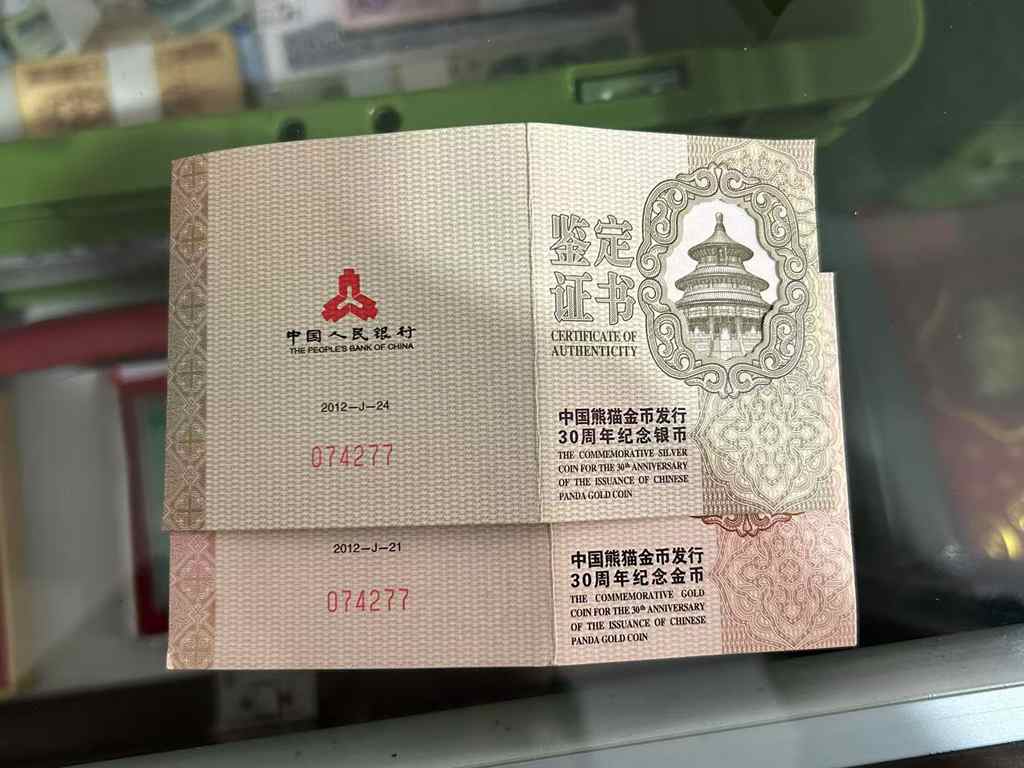 中国人民银行
THE PEOPLE'S BANK OF CHINA
2012-J-24
074277
鉴定
证书
CERTIFICATE OF
AUTHENTICITY
中国熊猫金币发行
30周年纪念银币
THE COMMEMORATIVE SILVER
COIN FOR THE 30th ANNIVERSARY
OF THE ISSUANCE OF CHINESE
PANDA GOLD COIN
2012-J-21
074277
中国熊猫金币发行
30周年纪念金币
THE COMMEMORATIVE GOLD
COIN FOR THE 30th ANNIVERSARY
OF THE ISSUANCE OF CHINESE
PANDA GOLD COIN